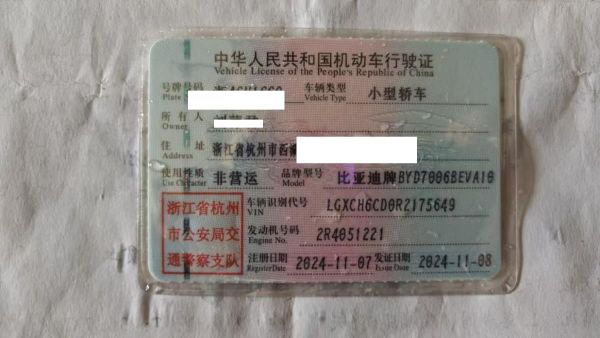 中华人民共和国机动车行驶证
Vehicle License of the People's Republic of China
号牌号码 车辆类型 小型轿车
Plate Vehicle Type
所有人
Owner
住址 浙江省杭州市西
Address
使用性质 非营运 品牌型号 比亚迪牌BYD7006BEVA10
Use Character Model
浙江省杭州 车辆识别代号 LGXCH6CD0R2175649
VIN
市公安局交 发动机号码 2R4051221
Engine No.
通警察支队 注册日期 2024-11-07 发证日期 2024-11-08
Register Date Issue Date